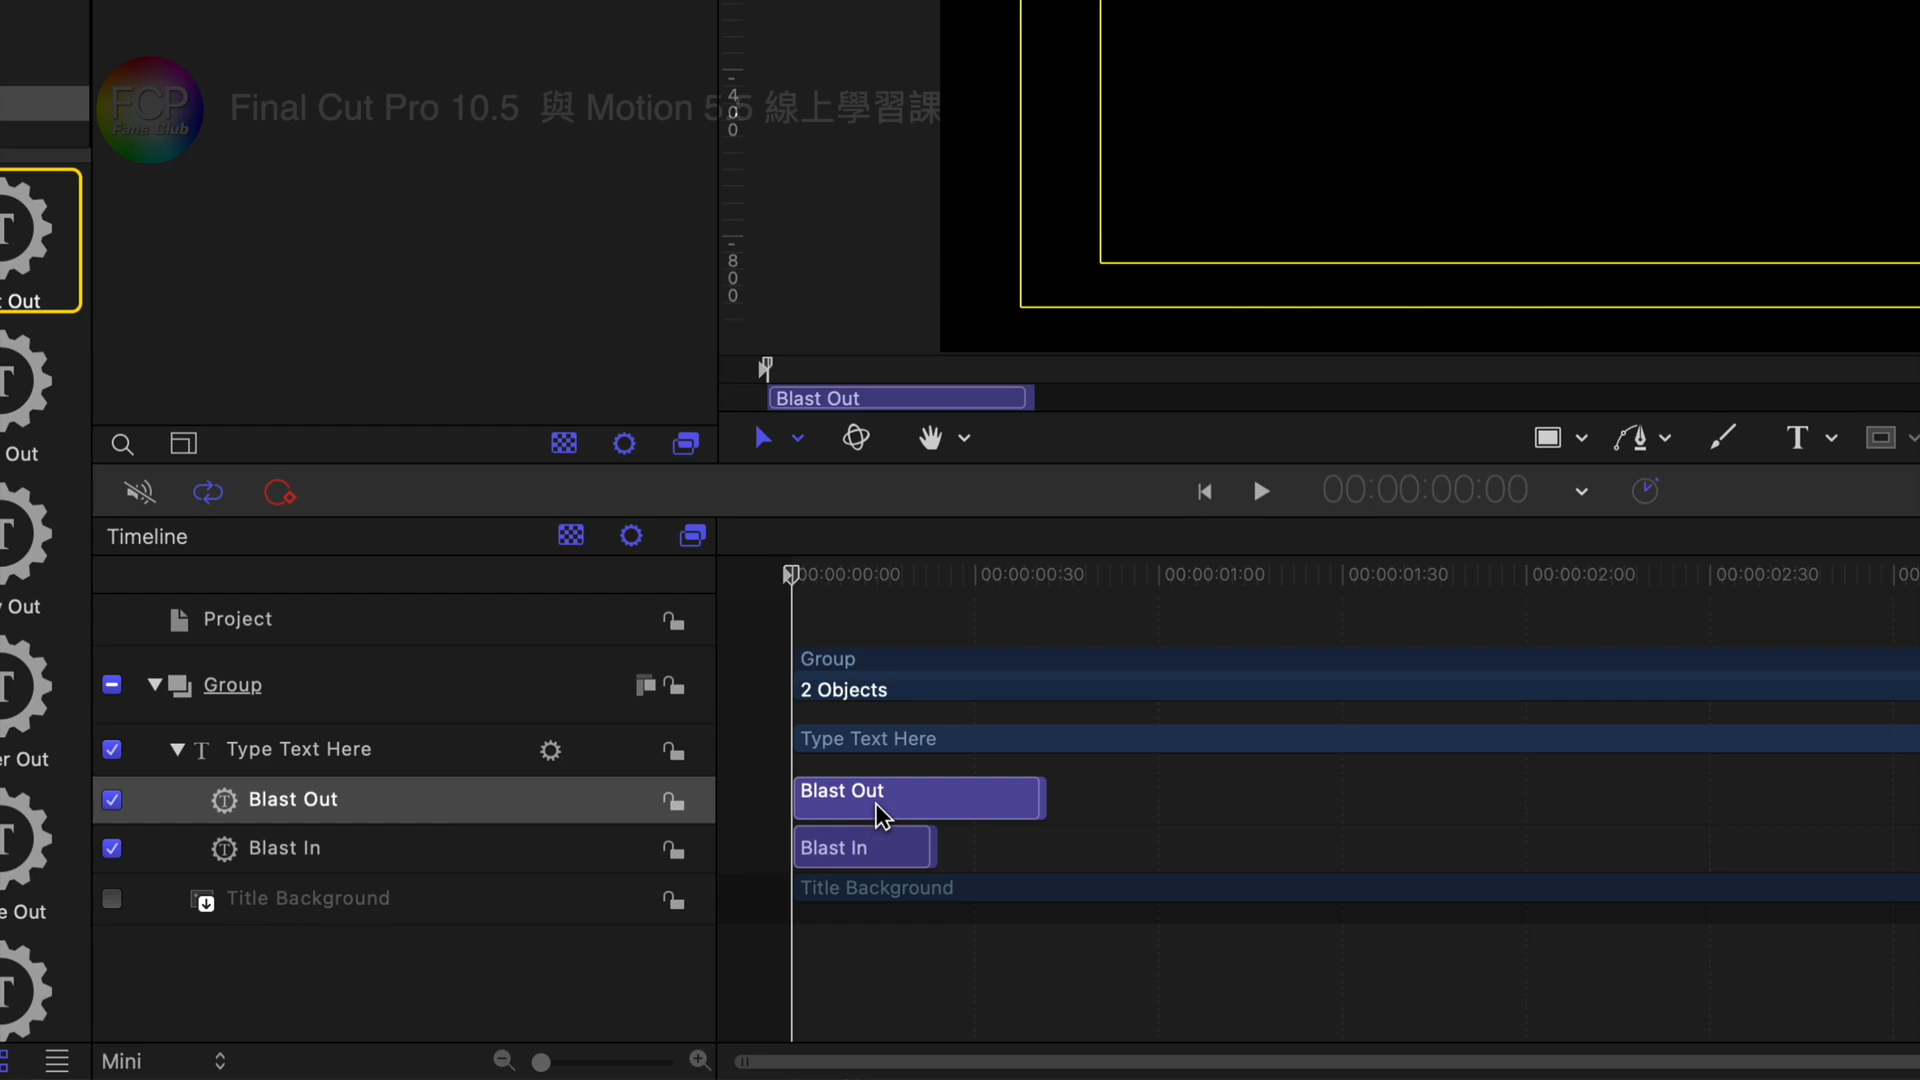 FCP
Fans Club
Final Cut Pro 10.5 與 Motion 5.5 線上學習課
-400
-800
t Out
Out
y Out
er Out
e Out
Blast Out
00:00:00:00
Timeline
00:00:00:00
00:00:00:30
00:00:01:00
00:00:01:30
00:00:02:00
00:00:02:30
00
Project
Group
Group
2 Objects
Type Text Here
Type Text Here
Blast Out
Blast Out
Blast In
Blast In
Title Background
Title Background
Mini